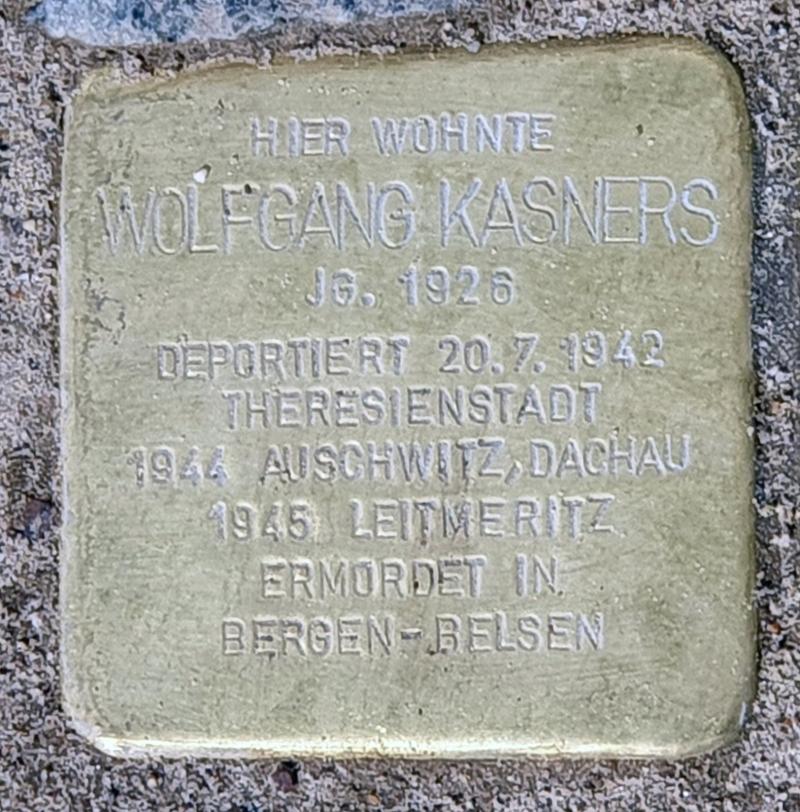 HIER WOHNTE
WOLFGANG KASNERS
JG. 1926
DEPORTIERT 20.7.1942
THERESIENSTADT
1944 AUSCHWITZ, DACHAU
1945 LEITMERITZ
ERMORDET IN
BERGEN-BELSEN